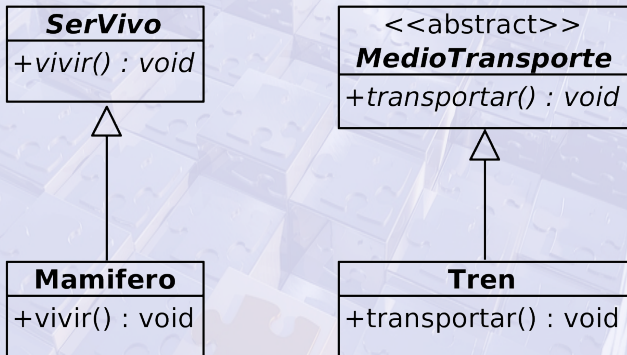 SerVivo
+vivir() : void
<<abstract>>
MedioTransporte
+transportar() : void
Mamifero
+vivir() : void
Tren
+transportar() : void